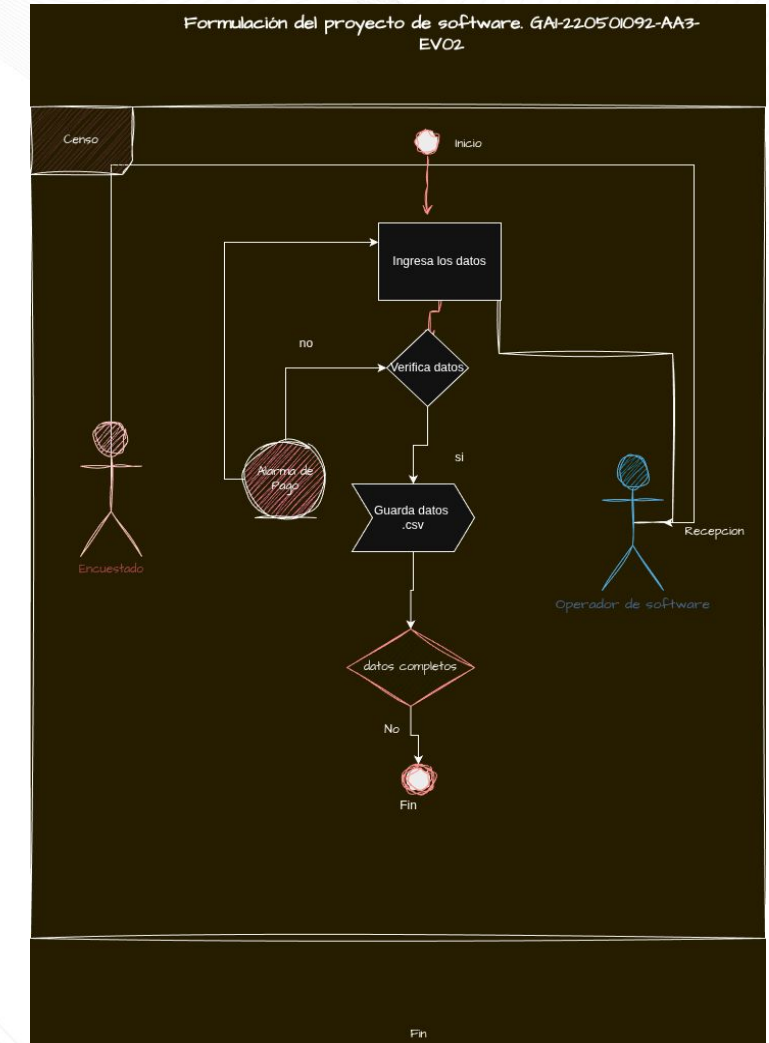 Formulación del proyecto de software. GA1-220501092-AA3-
EV02
Censo
Inicio
Ingresa los datos
no
Verifica datos
si
Alarma de
Pago
Guarda datos
.csv
Recepcion
Encuestado
Operador de software
datos completos
No
Fin
Fin